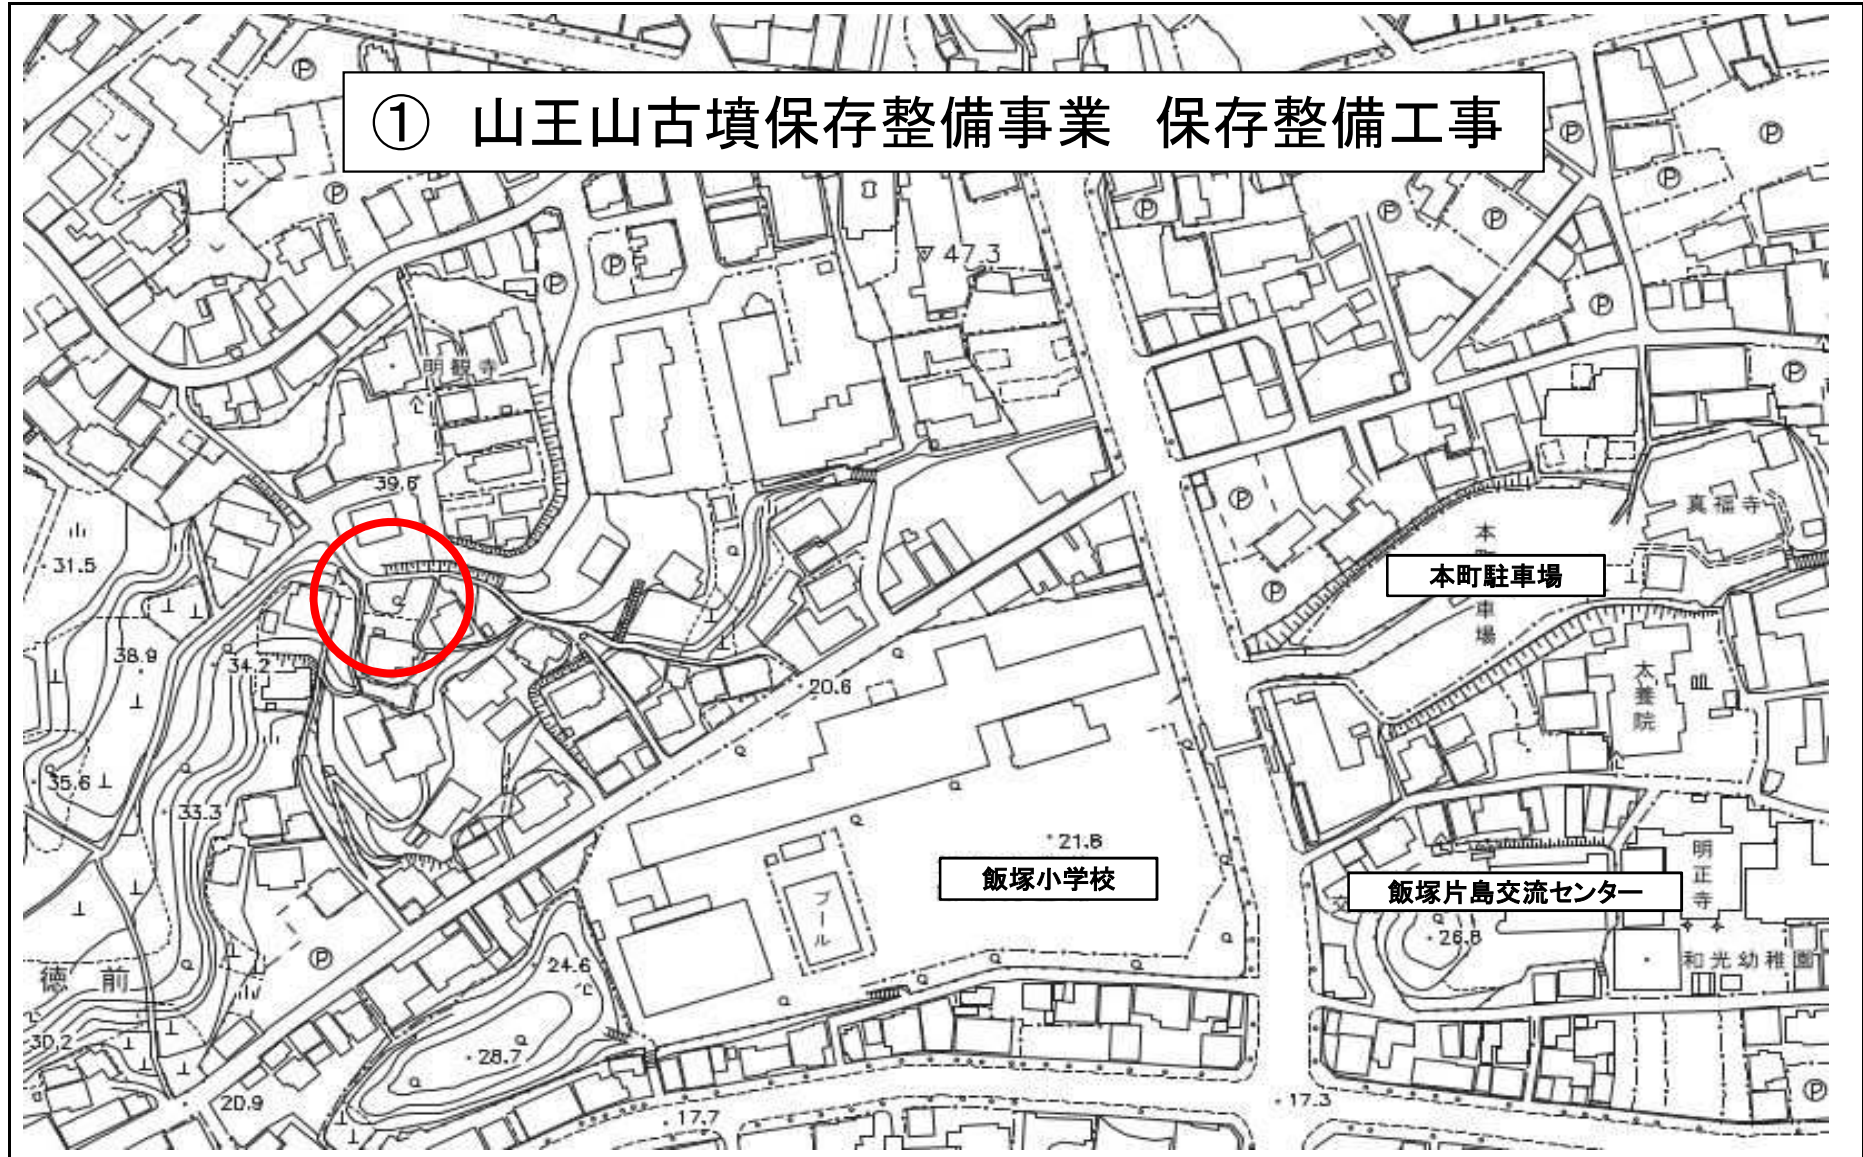 ① 山王山古墳保存整備事業 保存整備工事
Ⓟ
Ⓟ
Ⓟ
Ⓟ
Ⓟ
Ⓟ
Ⓟ
Ⓟ
Ⓟ
Ⓟ
47.3
Ⓟ
Ⓟ
明観寺
Ⓟ
39.6
Ⓟ
真福寺
本町駐車場
本
車場
31.5
Ⓟ
38.9
34.2
20.6
太養院
35.6
33.3
21.8
飯塚小学校
プール
飯塚片島交流センター
交
明正寺
26.8
和光幼稚園
徳前
Ⓟ
24.6
30.2
28.7
20.9
17.7
17.3
Ⓟ